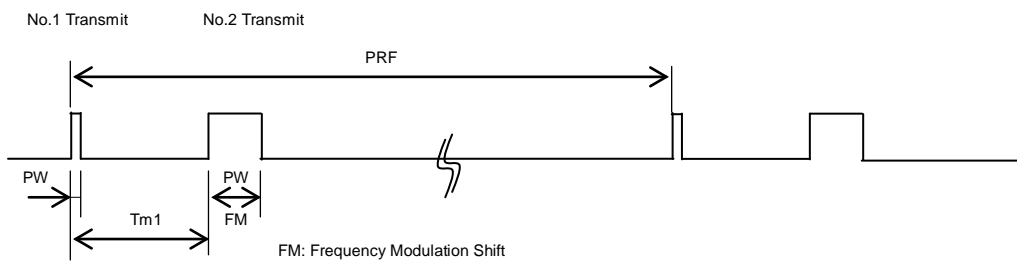 No.1 Transmit No.2 Transmit
PRF
PW PW
FM
Tm1
FM: Frequency Modulation Shift